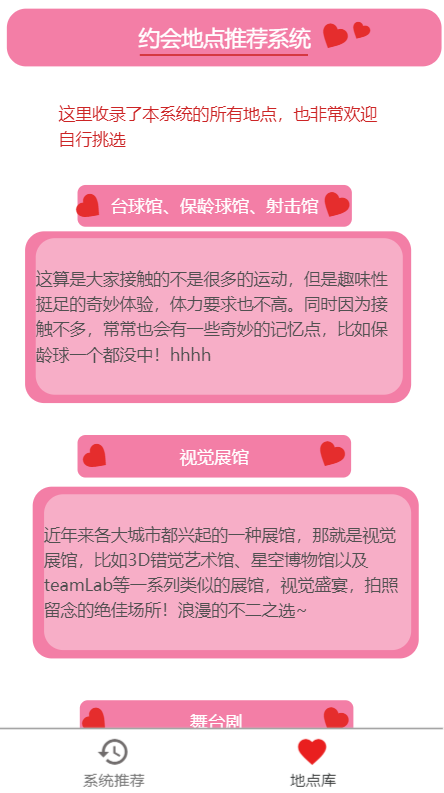 约会地点推荐系统
这里收录了本系统的所有地点，也非常欢迎
自行挑选
台球馆、保龄球馆、射击馆
这算是大家接触的不是很多的运动，但是趣味性
挺足的奇妙体验，体力要求也不高。同时因为接
触不多，常常也会有一些奇妙的记忆点，比如保
龄球一个都没中！hhhh
视觉展馆
近年来各大城市都兴起的一种展馆，那就是视觉
展馆，比如3D错觉艺术馆、星空博物馆以及
teamLab等一系列类似的展馆，视觉盛宴，拍照
留念的绝佳场所！浪漫的不二之选~
舞台剧
系统推荐
地点库